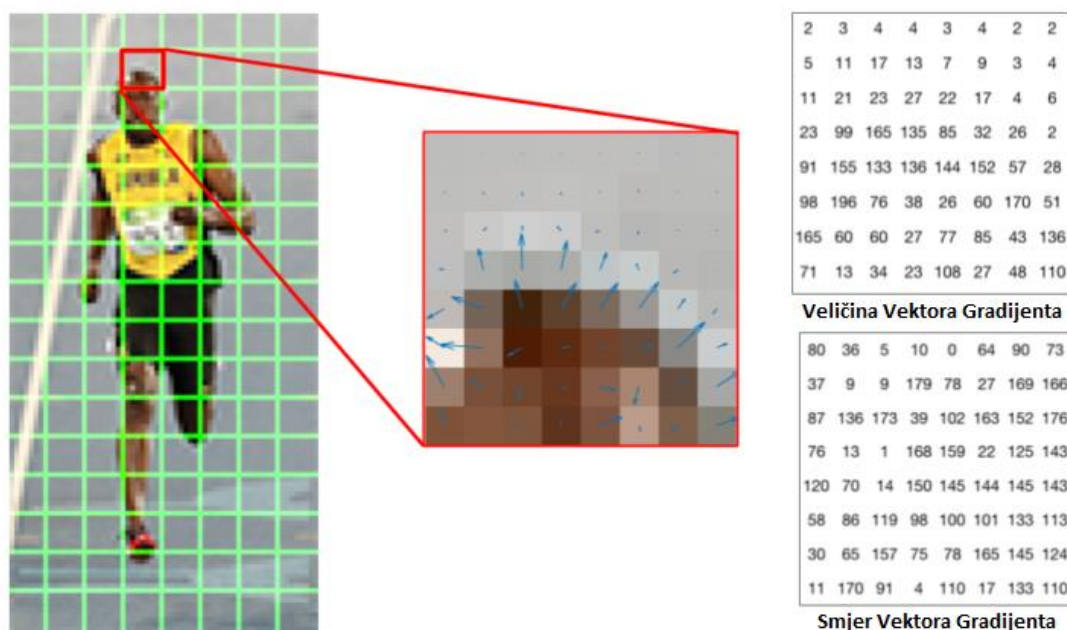 2 3 4 4 3 4 2 2
5 11 17 13 7 9 3 4
11 21 23 27 22 17 4 6
23 99 165 135 85 32 26 2
91 155 133 136 144 152 57 28
98 196 76 38 26 60 170 51
165 60 60 27 77 85 43 136
71 13 34 23 108 27 48 110
Veličina Vektora Gradijenta
80 36 5 10 0 64 90 73
37 9 9 179 78 27 169 166
87 136 173 39 102 163 152 176
76 13 1 168 159 22 125 143
120 70 14 150 145 144 145 143
58 86 119 98 100 101 133 113
30 65 157 75 78 165 145 124
11 170 91 4 110 17 133 110
Smjer Vektora Gradijenta